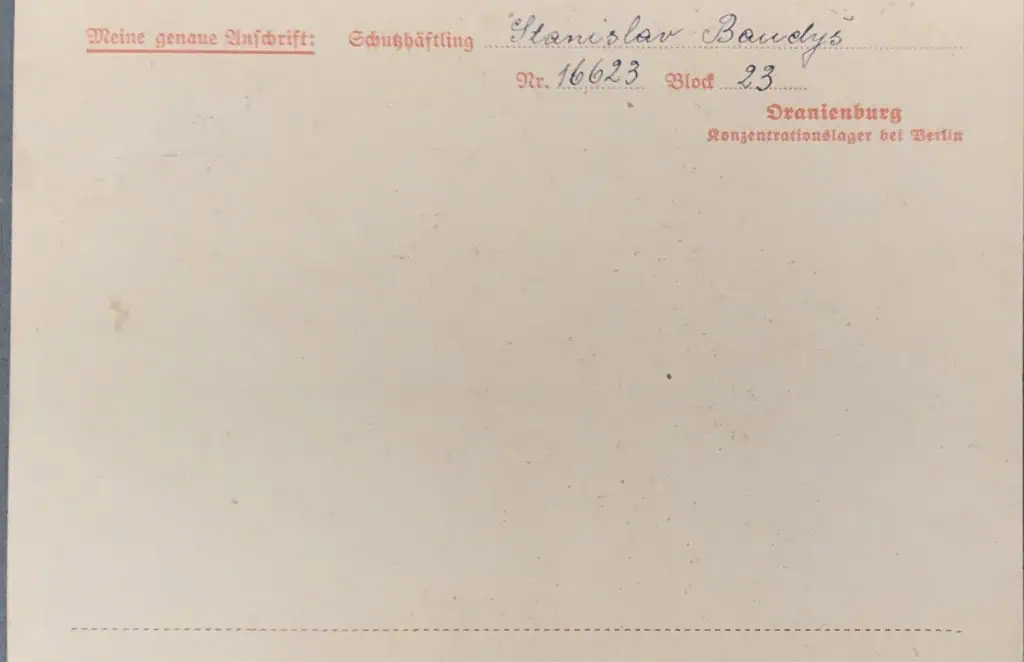 Meine genaue Anschrift: Schutzhäftling Stanislav Baudyš
Nr. 16623 Block 23
Oranienburg
Konzentrationslager bei Berlin